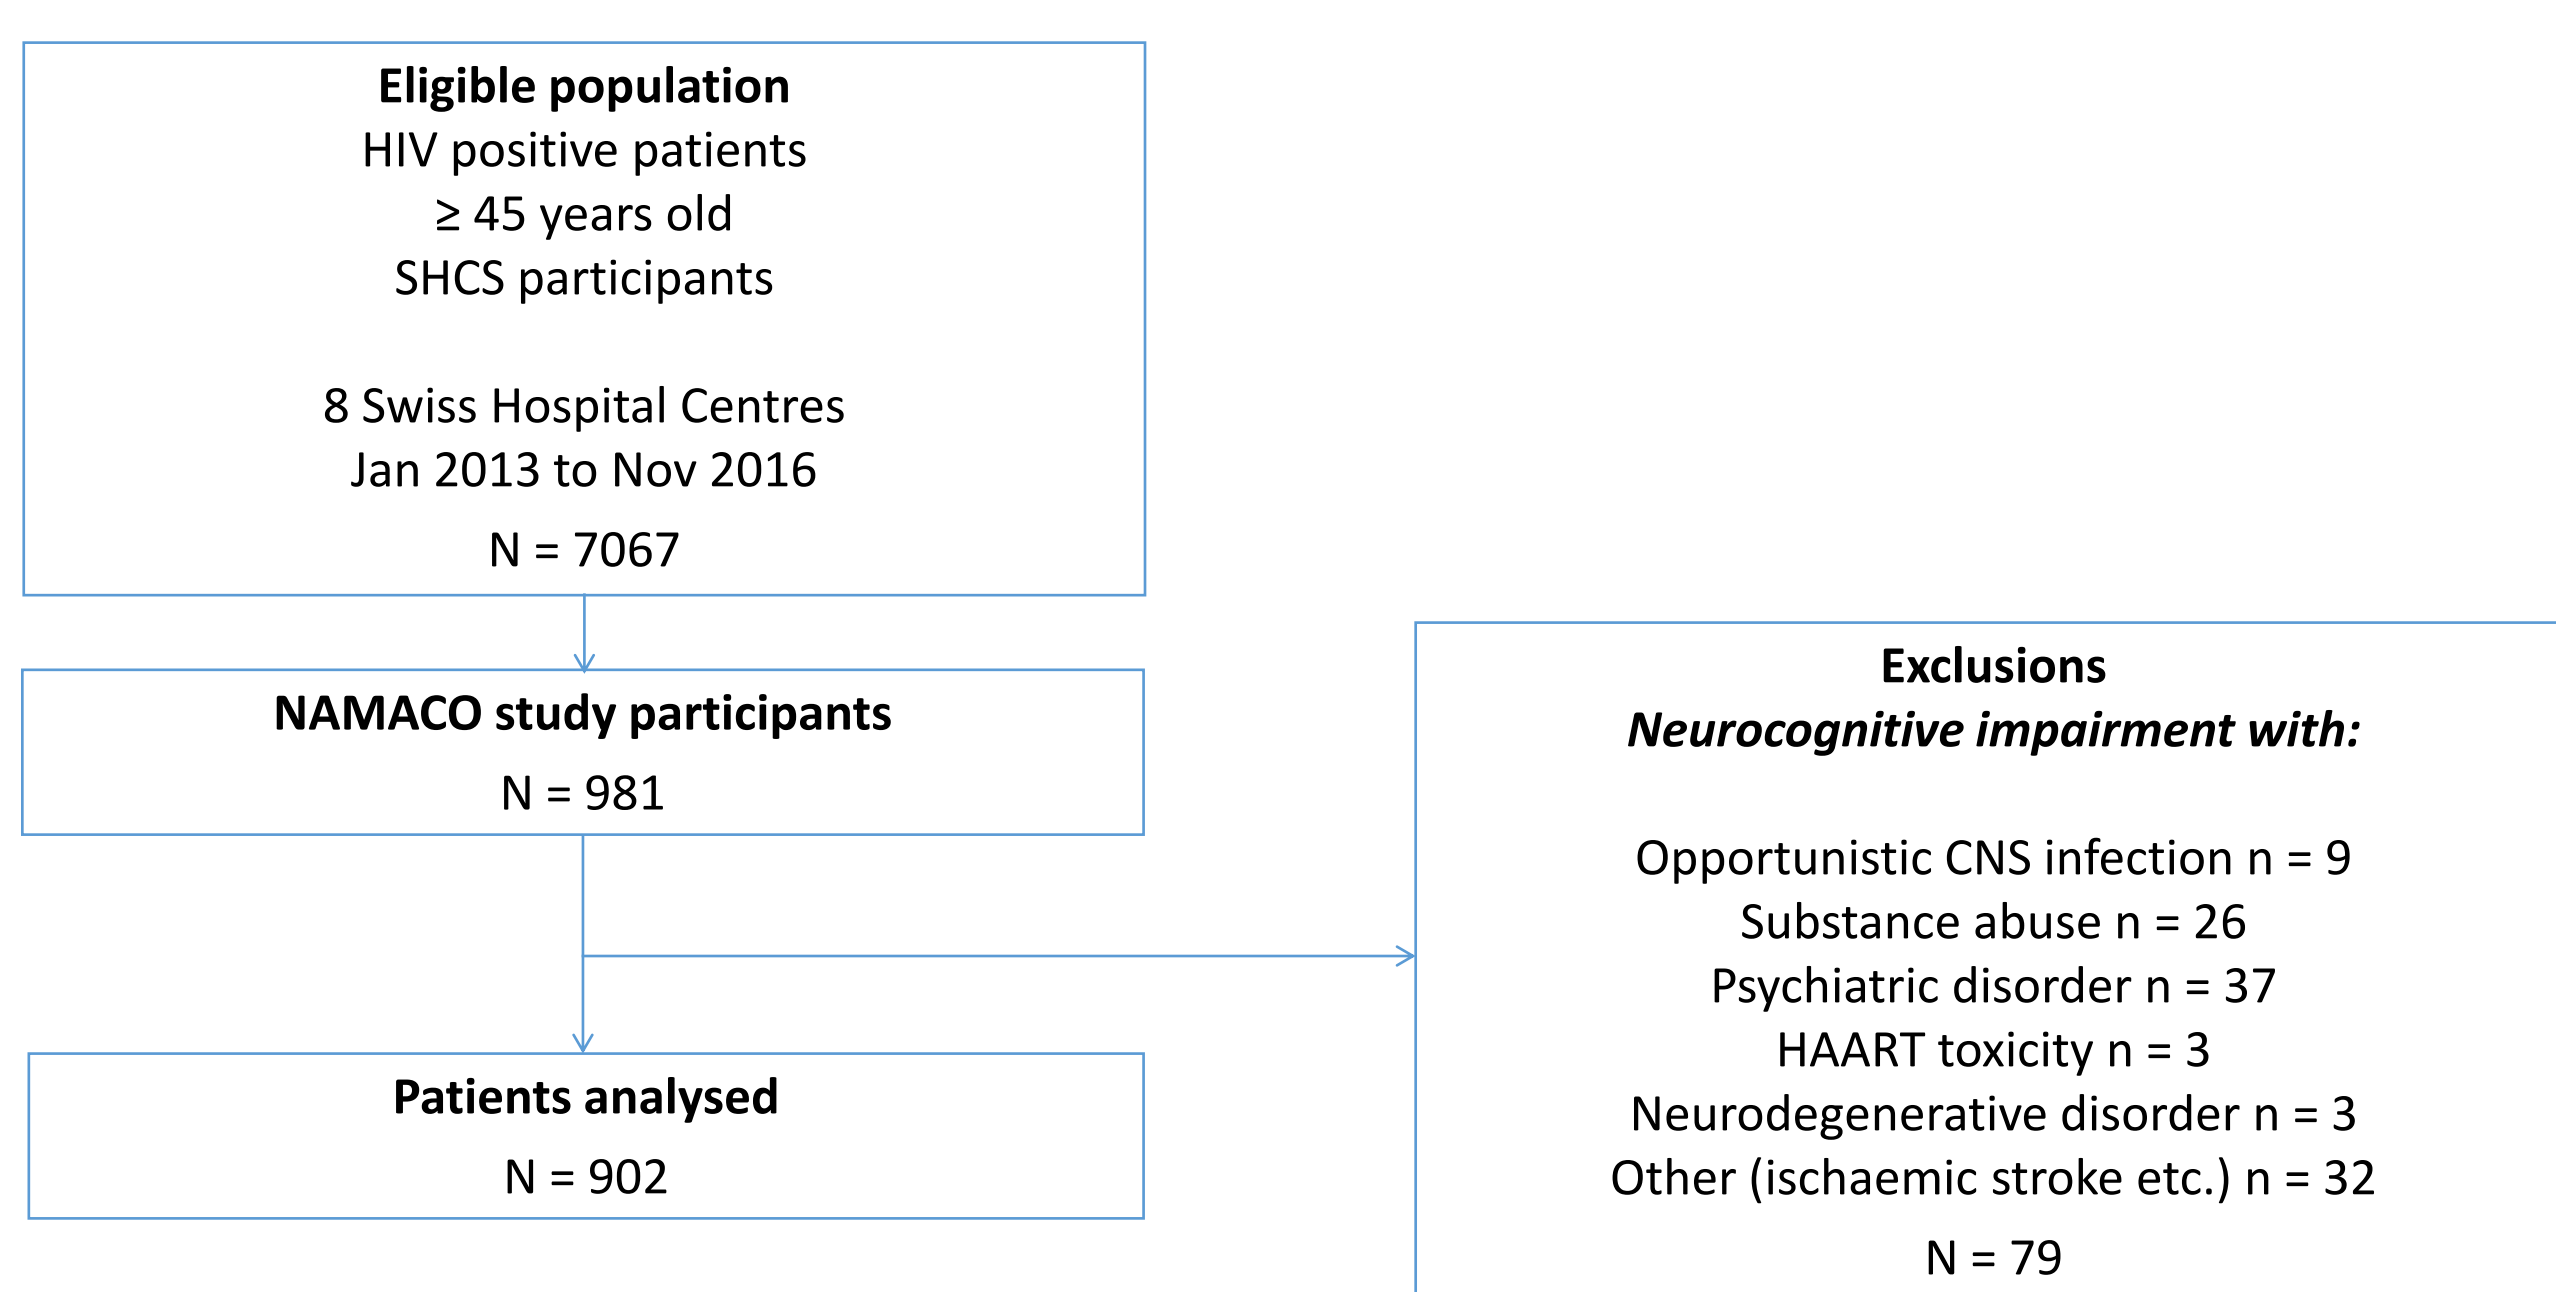 Eligible population
HIV positive patients
≥ 45 years old
SHCS participants
8 Swiss Hospital Centres
Jan 2013 to Nov 2016
N = 7067
NAMACO study participants
N = 981
Exclusions
Neurocognitive impairment with:
Opportunistic CNS infection n = 9
Substance abuse n = 26
Psychiatric disorder n = 37
HAART toxicity n = 3
Neurodegenerative disorder n = 3
Other (ischaemic stroke etc.) n = 32
N = 79
Patients analysed
N = 902